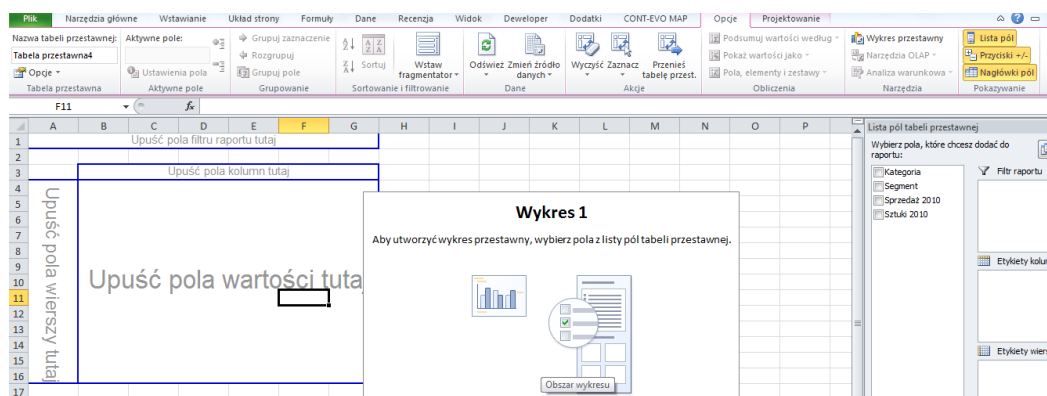 Plik Narzędzia główne Wstawianie Układ strony Formuły Dane Recenzja Widok Deweloper Dodatki CONT-EVO MAP Opcje Projektowanie
Nazwa tabeli przestawnej: Aktywne pole: Grupuj zaznaczenie Podsumuj wartości według Wykres przestawny Lista pól
Tabela przestawna4 Rozgrupuj Pokaż wartości jako Narzędzia OLAP Przyciski +/-
Opcje Ustawienia pola Grupuj pole Sortuj Wstaw fragmentator Odśwież Zmień źródło danych Wyczyść Zaznacz Przenieś tabelę przest. Pola, elementy i zestawy Analiza warunkowa Nagłówki pól
Tabela przestawna Aktywne pole Grupowanie Sortowanie i filtrowanie Dane Akcje Obliczenia Narzędzia Pokazywanie
F11 fx
A B C D E F G H I J K L M N O P
Lista pól tabeli przestawnej
1 Upuść pola filtru raportu tutaj
2
3 Upuść pola kolumn tutaj
4
5
6
7
8
9
10
11
12
13
14
15
16
17
Upuść pola wierszy tutaj
Upuść pola wartości tutaj
Wykres 1
Aby utworzyć wykres przestawny, wybierz pola z listy pól tabeli przestawnej.
Obszar wykresu
Wybierz pola, które chcesz dodać do
raportu:
Kategoria
Segment
Sprzedaż 2010
Sztuki 2010
Filtr raportu
Etykiety kolu
Etykiety wiers